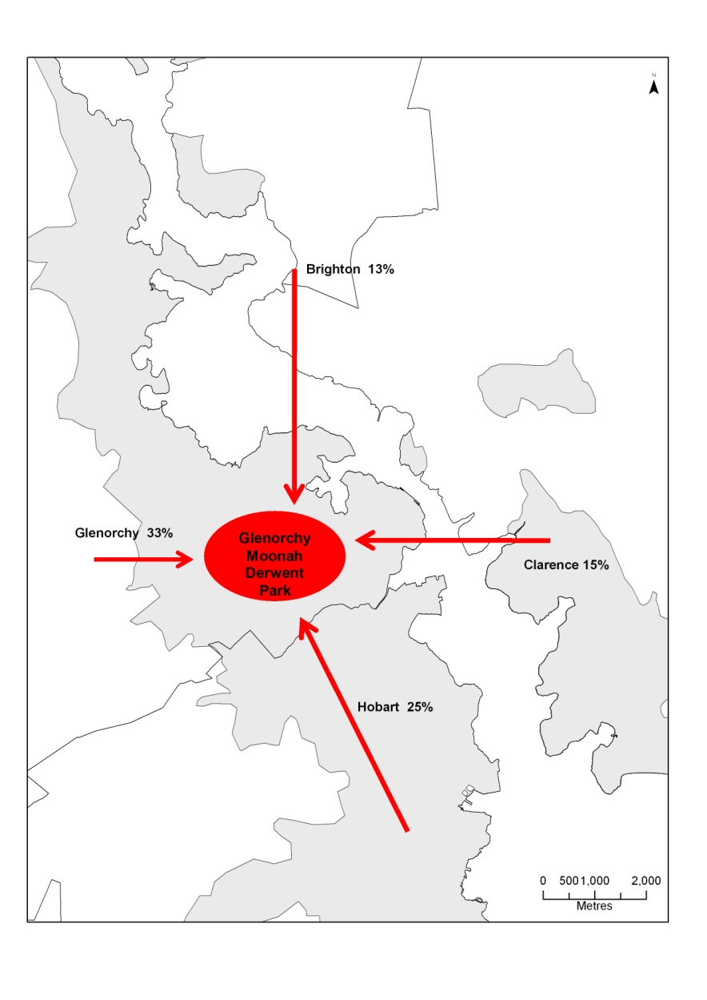 N
Brighton 13%
Glenorchy 33%
Glenorchy
Moonah
Derwent
Park
Clarence 15%
Hobart 25%
0 500 1,000 2,000
Metres